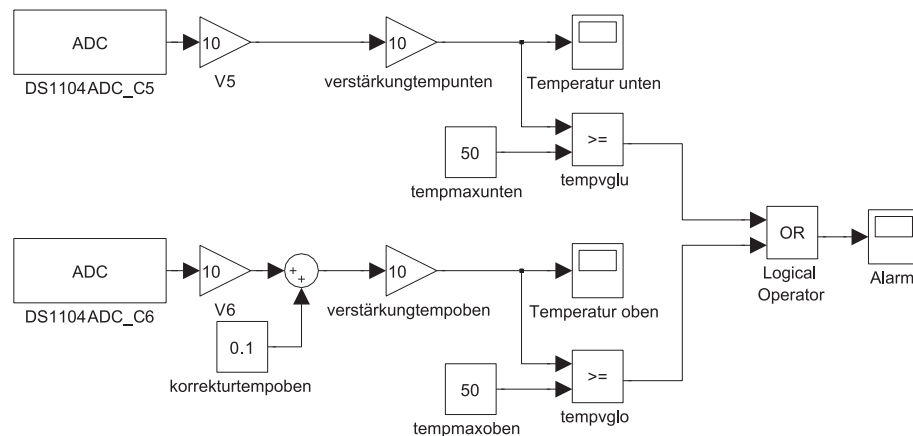 ADC
DS1104ADC_C5
10
V5
10
verstärkungtempunten
Temperatur unten
50
tempmaxunten
>=
tempvglu
ADC
DS1104ADC_C6
10
V6
+
+
0.1
korrekturtempoben
10
verstärkungtempoben
Temperatur oben
50
tempmaxoben
>=
tempvglo
OR
Logical
Operator
Alarm